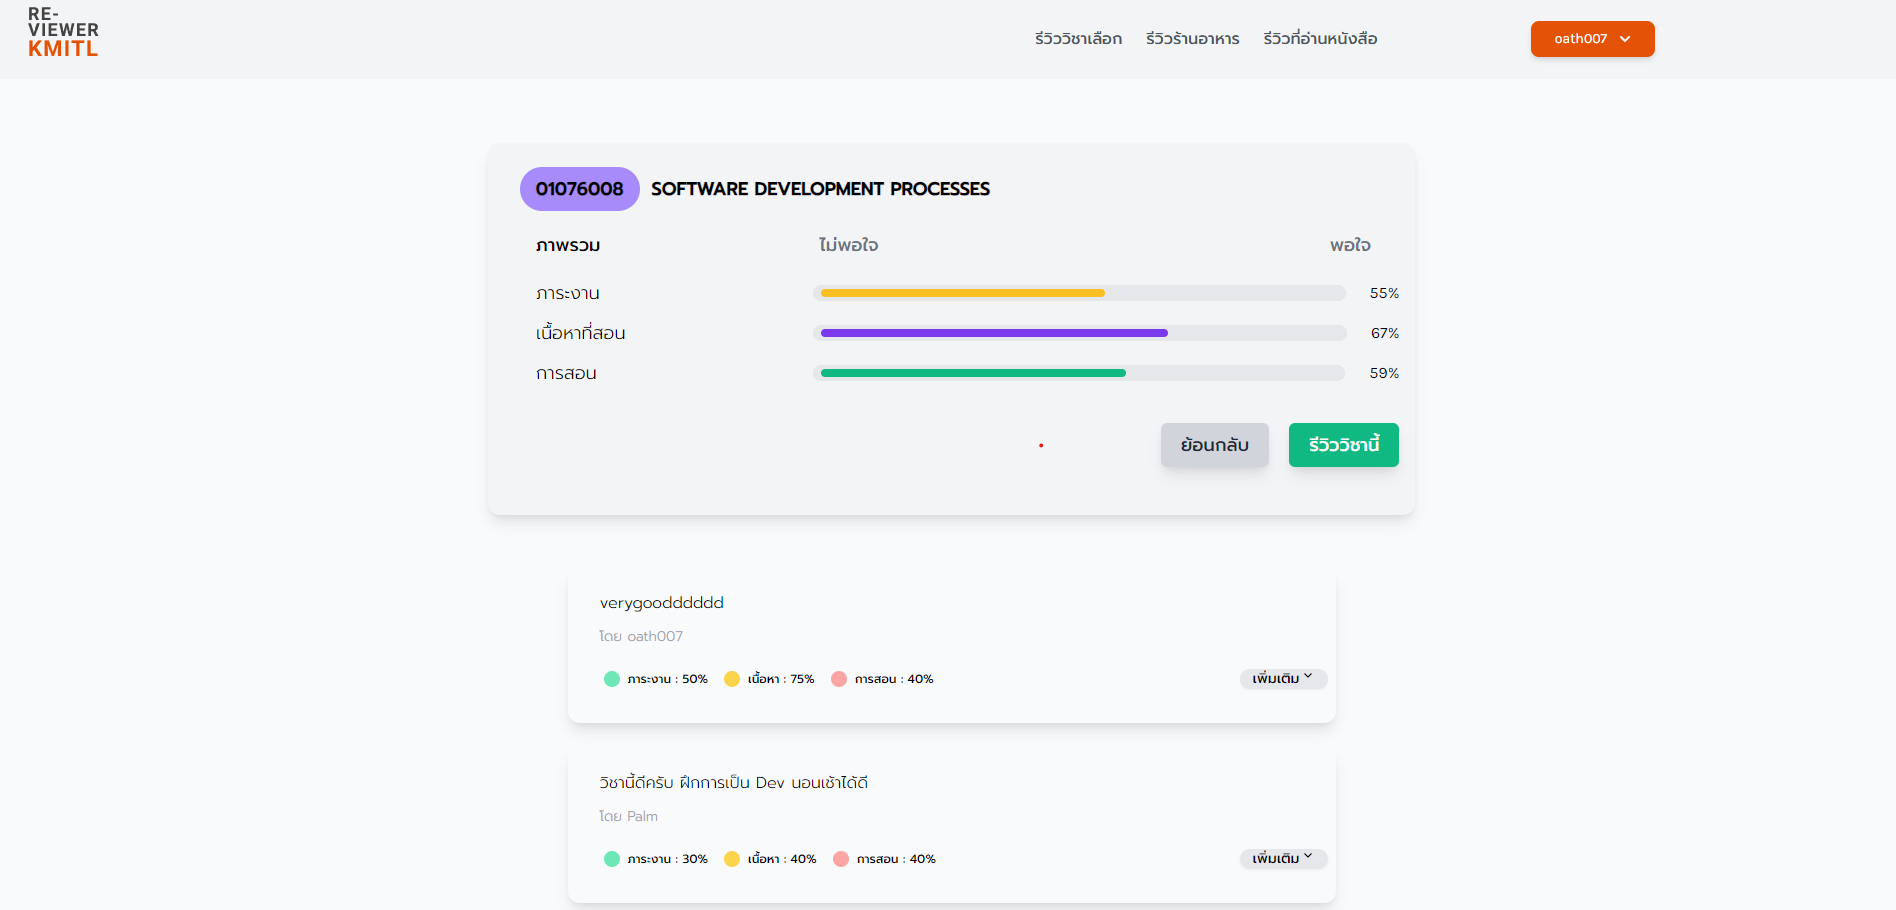 RE-
VIEWER
KMITL
รีวิววิชาเลือก รีวิวร้านอาหาร รีวิวที่อ่านหนังสือ oath007
01076008 SOFTWARE DEVELOPMENT PROCESSES
ภาพรวม ไม่พอใจ พอใจ
ภาระงาน 55%
เนื้อหาที่สอน 67%
การสอน 59%
ย้อนกลับ รีวิววิชานี้
verygoodddddd
โดย oath007
ภาระงาน : 50% เนื้อหา : 75% การสอน : 40% เพิ่มเติม
วิชานี้ดีครับ ฝึกการเป็น Dev นอนเช้าได้ดี
โดย Palm
ภาระงาน : 30% เนื้อหา : 40% การสอน : 40% เพิ่มเติม